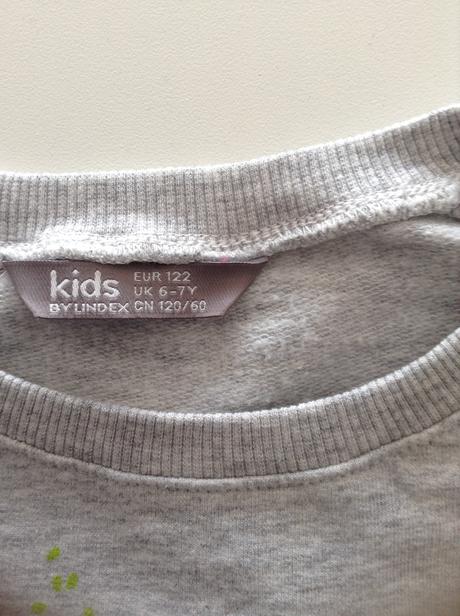 kids
BY LINDEX
EUR 122
UK 6-7Y
CN 120/60